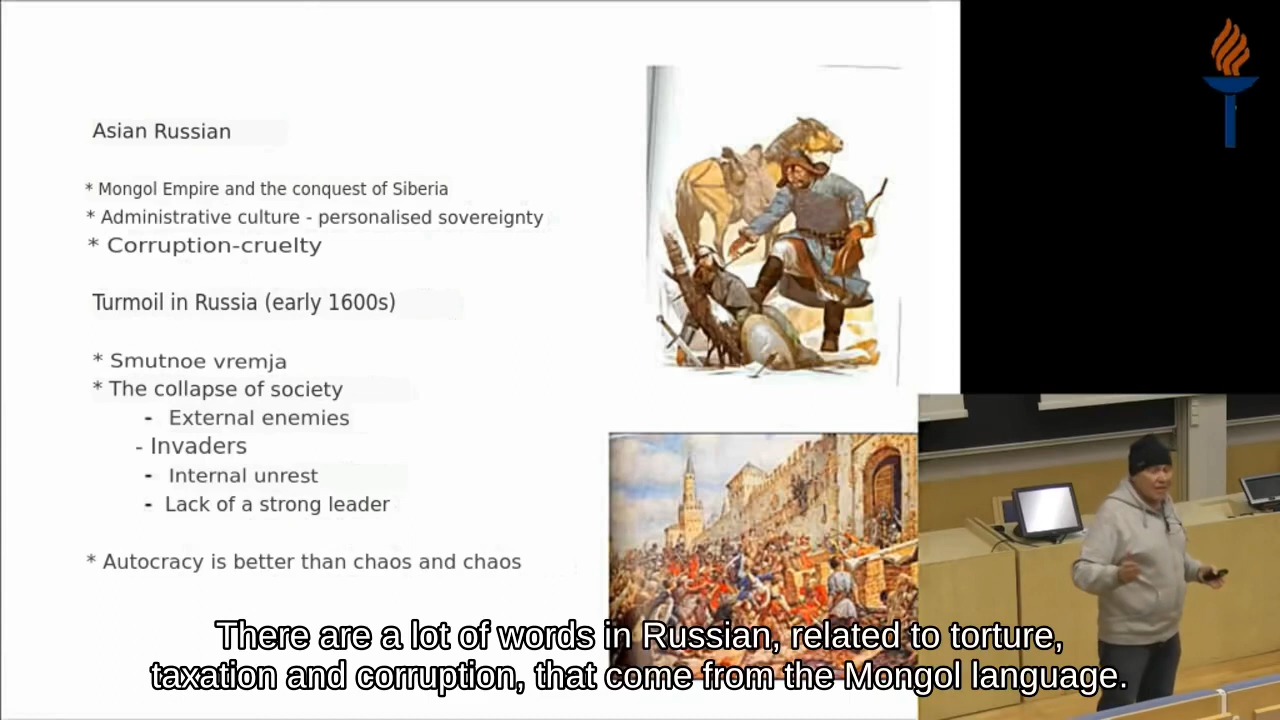 Asian Russian
* Mongol Empire and the conquest of Siberia
* Administrative culture - personalised sovereignty
* Corruption-cruelty
Turmoil in Russia (early 1600s)
* Smutnoe vremja
* The collapse of society
- External enemies
- Invaders
- Internal unrest
- Lack of a strong leader
* Autocracy is better than chaos and chaos
There are a lot of words in Russian, related to torture,
taxation and corruption, that come from the Mongol language.